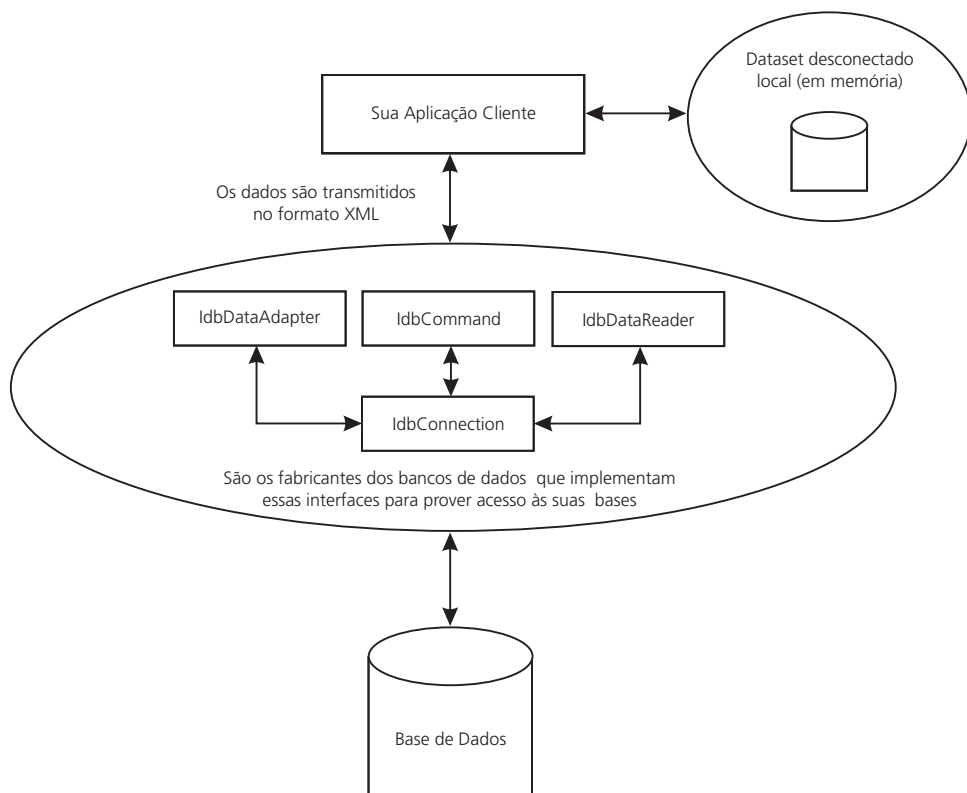 Dataset desconectado
local (em memória)
Sua Aplicação Cliente
Os dados são transmitidos
no formato XML
IdbDataAdapter
IdbCommand
IdbDataReader
IdbConnection
São os fabricantes dos bancos de dados que implementam
essas interfaces para prover acesso às suas bases
Base de Dados